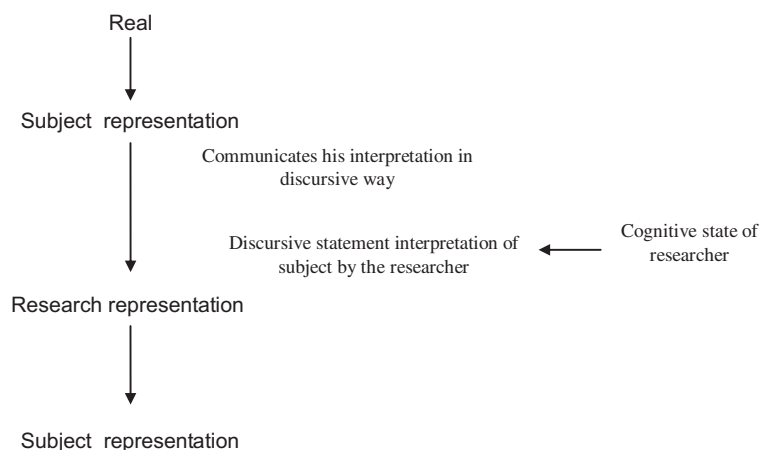 Real
Subject representation
Communicates his interpretation in
discursive way
Discursive statement interpretation of
subject by the researcher
Cognitive state of
researcher
Research representation
Subject representation